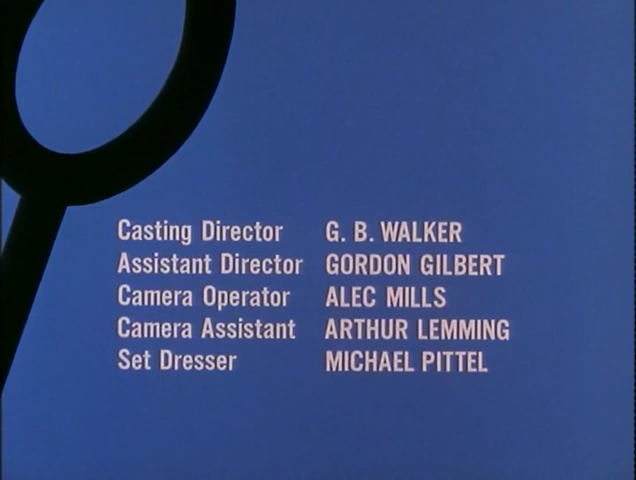 Casting Director G. B. WALKER
Assistant Director GORDON GILBERT
Camera Operator ALEC MILLS
Camera Assistant ARTHUR LEMMING
Set Dresser MICHAEL PITTEL